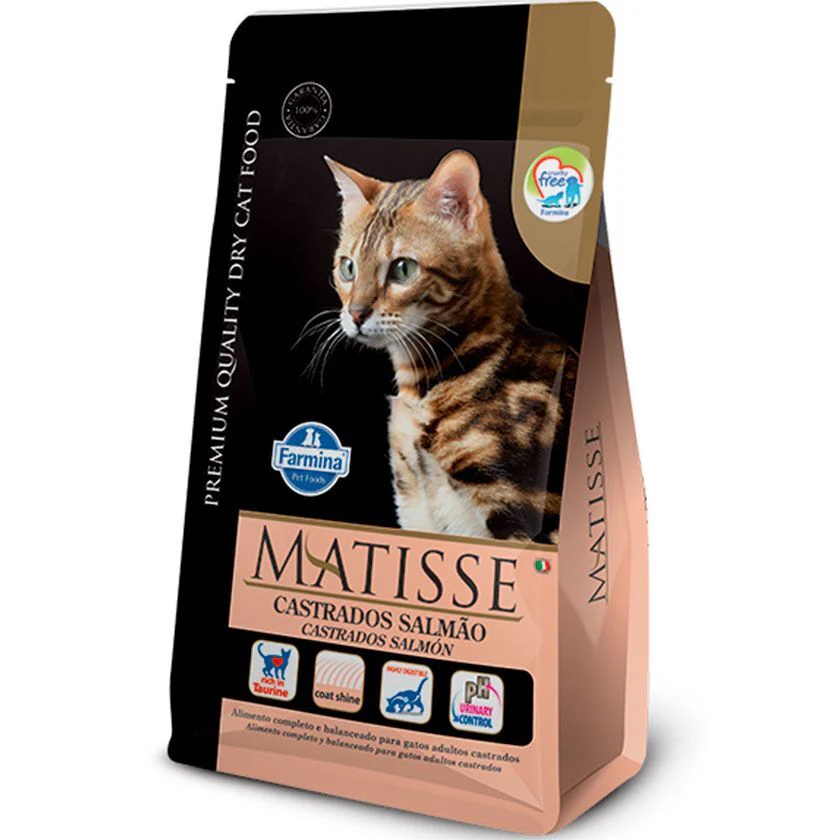 GARANTIA
100%
GARANTIA
PREMIUM QUALITY DRY CAT FOOD
cruelty
free
Farmina
Farmina®
Pet Foods
MATISSE
CASTRADOS SALMÃO
CASTRADOS SALMÓN
rich in
Taurine
coat shine
HIGHLY DIGESTIBLE
pH
URINARY
CONTROL
Alimento completo e balanceado para gatos adultos castrados
Alimento completo y balanceado para gatos adultos castrados
MATISSE